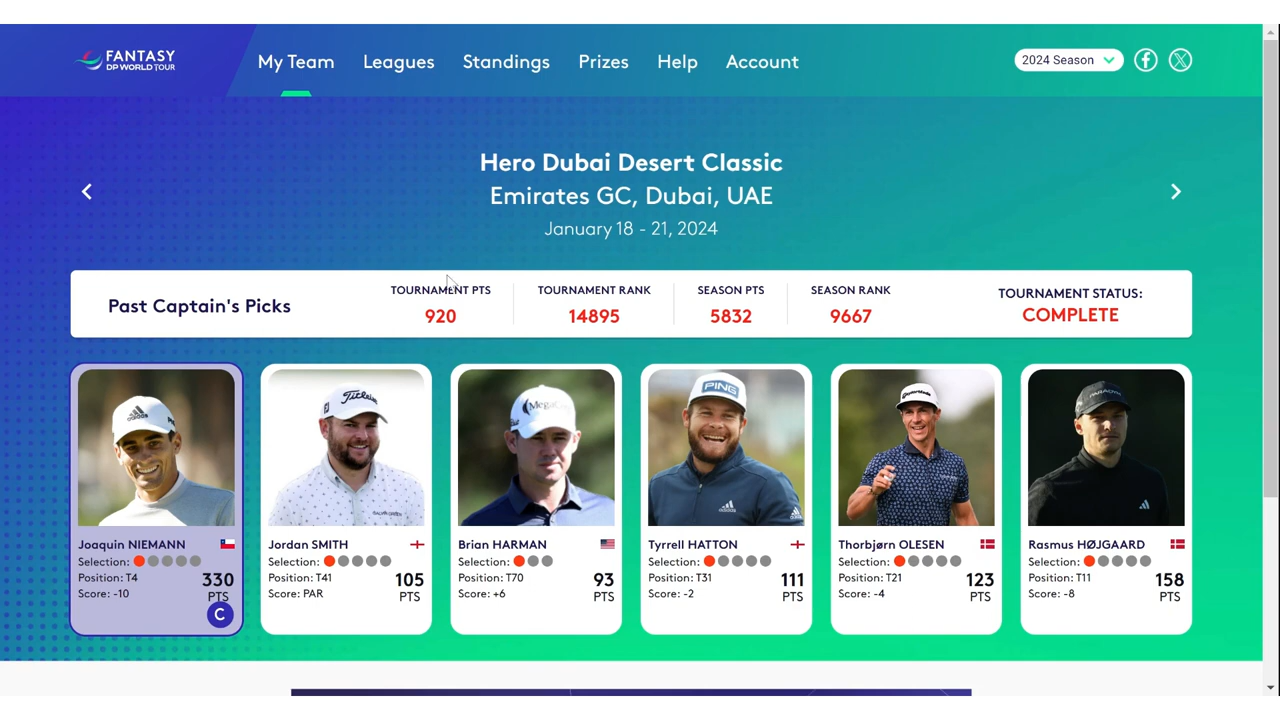 FANTASY
DP WORLD TOUR
My Team Leagues Standings Prizes Help Account
2024 Season
Hero Dubai Desert Classic
Emirates GC, Dubai, UAE
January 18 - 21, 2024
Past Captain's Picks
TOURNAMENT PTS
920
TOURNAMENT RANK
14895
SEASON PTS
5832
SEASON RANK
9667
TOURNAMENT STATUS:
COMPLETE
Joaquin NIEMANN
Selection:
Position: T4
Score: -10
330
PTS
C
Titleist
Jordan SMITH
Selection:
Position: T41
Score: PAR
105
PTS
Brian HARMAN
Selection:
Position: T70
Score: +6
93
PTS
PING
adidas
Tyrrell HATTON
Selection:
Position: T31
Score: -2
111
PTS
TaylorMade
Thorbjørn OLESEN
Selection:
Position: T21
Score: -4
123
PTS
Rasmus HØJGAARD
Selection:
Position: T11
Score: -8
158
PTS